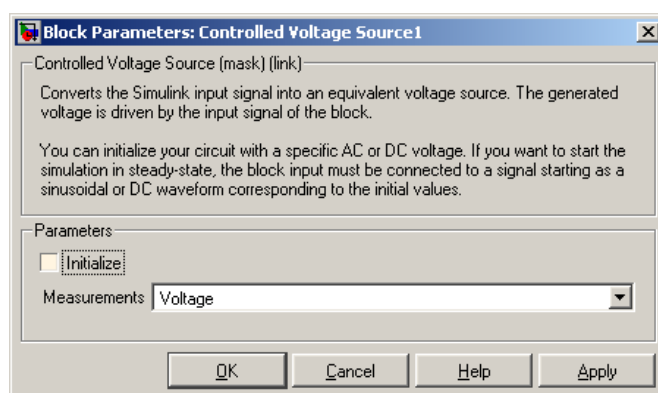 Block Parameters: Controlled Voltage Source1
Controlled Voltage Source (mask) (link)
Converts the Simulink input signal into an equivalent voltage source. The generated
voltage is driven by the input signal of the block.
You can initialize your circuit with a specific AC or DC voltage. If you want to start the
simulation in steady-state, the block input must be connected to a signal starting as a
sinusoidal or DC waveform corresponding to the initial values.
Parameters
Initialize
Measurements Voltage
OK Cancel Help Apply